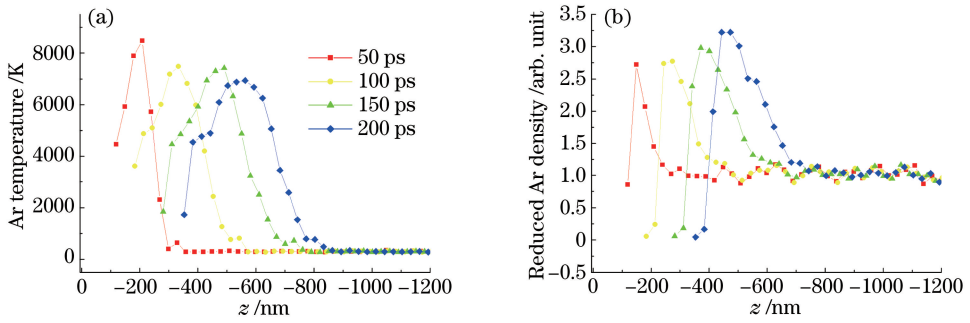 (a)
Ar temperature /K
8000
6000
4000
2000
0
50 ps
100 ps
150 ps
200 ps
0 −200 −400 −600 −800 −1000 −1200
z /nm
(b)
Reduced Ar density /arb. unit
3.5
3.0
2.5
2.0
1.5
1.0
0.5
0
−0.5
0 −200 −400 −600 −800 −1000 −1200
z /nm